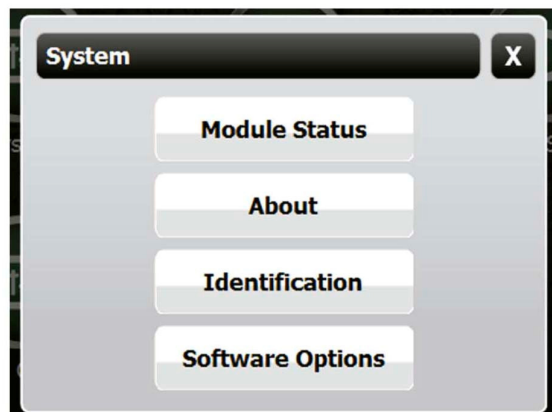 System
X
Module Status
About
Identification
Software Options